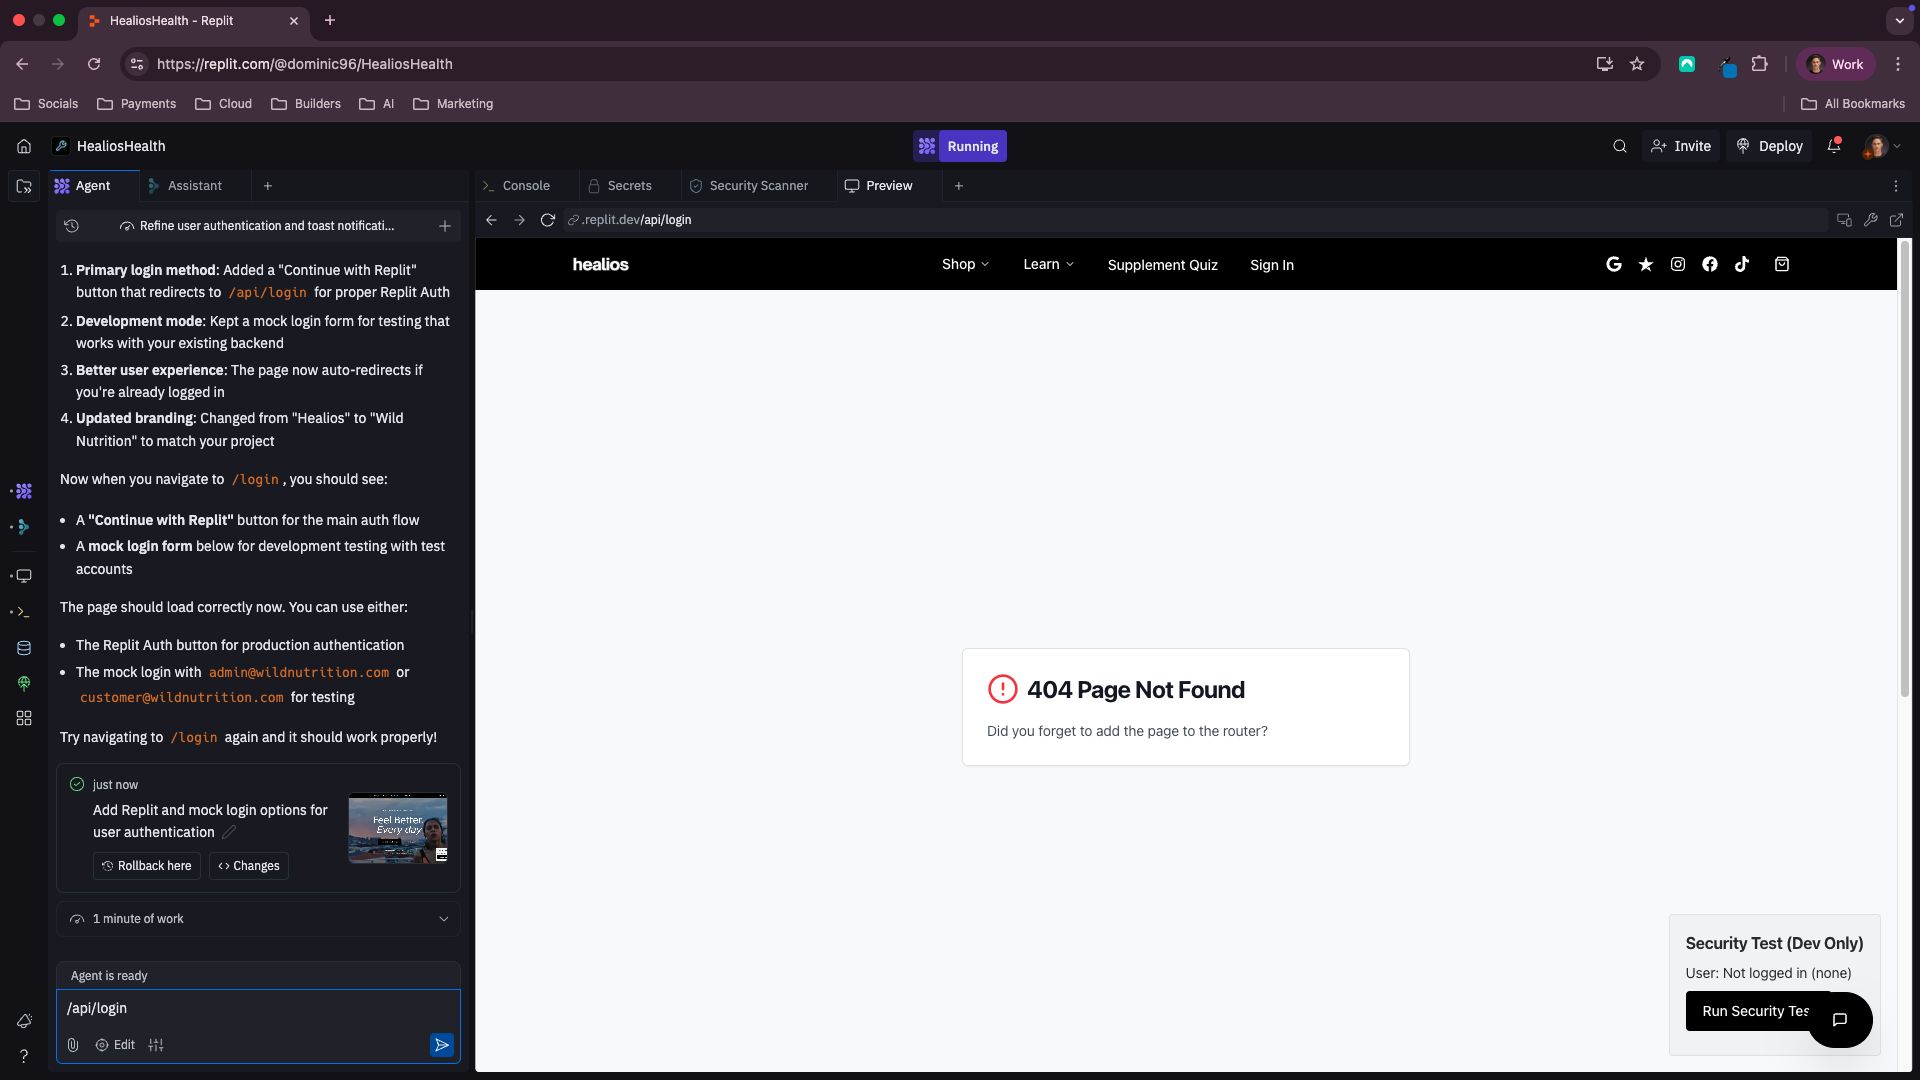 HealiosHealth - Replit
https://replit.com/@dominic96/HealiosHealth
Work
Socials
Payments
Cloud
Builders
AI
Marketing
All Bookmarks
HealiosHealth
Running
Invite
Deploy
Agent
Assistant
Console
Secrets
Security Scanner
Preview
Refine user authentication and toast notificati...
.replit.dev/api/login
1. Primary login method: Added a "Continue with Replit"
button that redirects to /api/login for proper Replit Auth
2. Development mode: Kept a mock login form for testing that
works with your existing backend
3. Better user experience: The page now auto-redirects if
you're already logged in
4. Updated branding: Changed from "Healios" to "Wild
Nutrition" to match your project
Now when you navigate to /login , you should see:
• A "Continue with Replit" button for the main auth flow
• A mock login form below for development testing with test
accounts
The page should load correctly now. You can use either:
• The Replit Auth button for production authentication
• The mock login with admin@wildnutrition.com or
customer@wildnutrition.com for testing
Try navigating to /login again and it should work properly!
just now
Add Replit and mock login options for
user authentication
Feel Better.
Every day
Rollback here
Changes
1 minute of work
Agent is ready
/api/login
Edit
healios
Shop
Learn
Supplement Quiz
Sign In
404 Page Not Found
Did you forget to add the page to the router?
Security Test (Dev Only)
User: Not logged in (none)
Run Security Tes